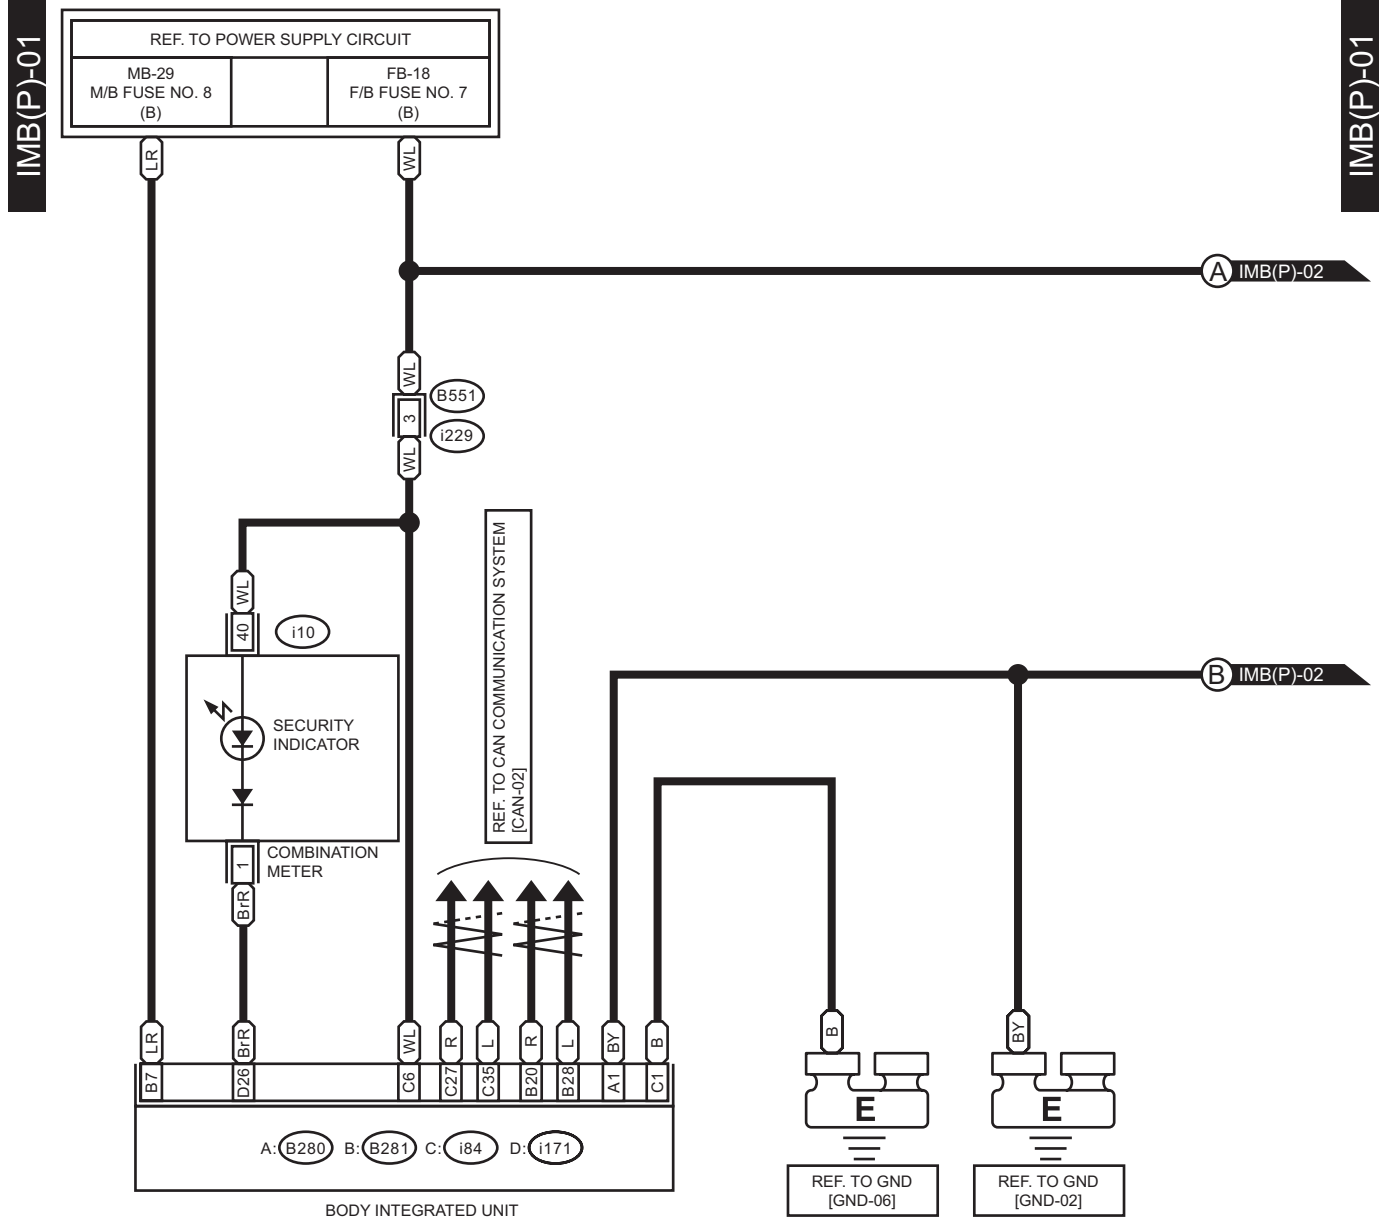 IMB(P)-01
IMB(P)-01
REF. TO POWER SUPPLY CIRCUIT
MB-29
M/B FUSE NO. 8
(B)
FB-18
F/B FUSE NO. 7
(B)
LR
WL
A
IMB(P)-02
WL
B551
3
i229
WL
REF. TO CAN COMMUNICATION SYSTEM
[CAN-02]
WL
40
i10
B
IMB(P)-02
SECURITY
INDICATOR
1
COMBINATION
METER
BrR
LR
BrR
WL
R
L
R
L
BY
B
B
BY
B7
D26
C6
C27
C35
B20
B28
A1
C1
E
E
A: B280 B: B281 C: i84 D: i171
REF. TO GND
[GND-06]
REF. TO GND
[GND-02]
BODY INTEGRATED UNIT